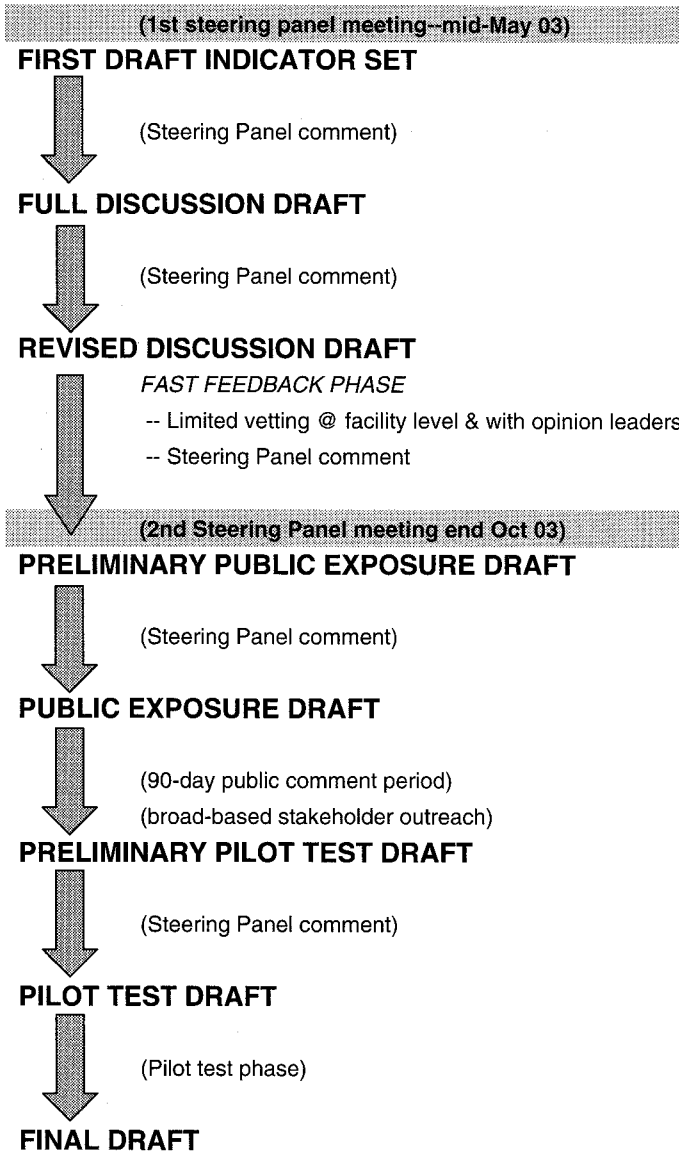 (1st steering panel meeting--mid-May 03)
FIRST DRAFT INDICATOR SET
(Steering Panel comment)
FULL DISCUSSION DRAFT
(Steering Panel comment)
REVISED DISCUSSION DRAFT
FAST FEEDBACK PHASE
-- Limited vetting @ facility level & with opinion leaders
-- Steering Panel comment
(2nd Steering Panel meeting end Oct 03)
PRELIMINARY PUBLIC EXPOSURE DRAFT
(Steering Panel comment)
PUBLIC EXPOSURE DRAFT
(90-day public comment period)
(broad-based stakeholder outreach)
PRELIMINARY PILOT TEST DRAFT
(Steering Panel comment)
PILOT TEST DRAFT
(Pilot test phase)
FINAL DRAFT